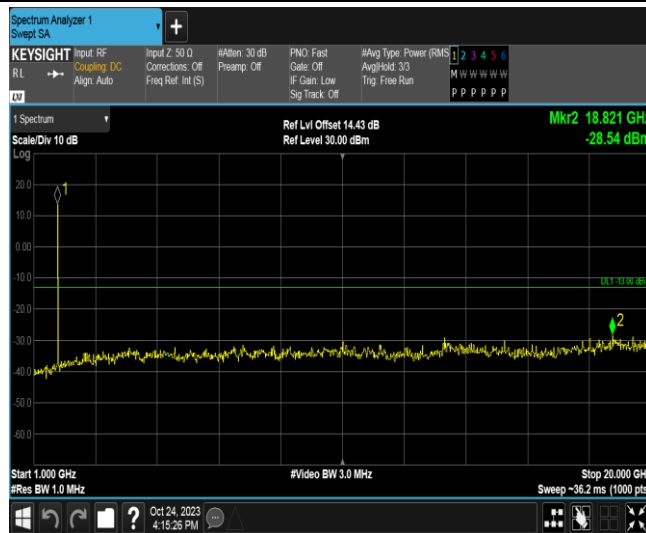 Spectrum Analyzer 1
Swept SA
+
KEYSIGHT
RL
LXI
Input: RF
Coupling: DC
Align: Auto
Input Z: 50 Ω
Corrections: Off
Freq Ref: Int (S)
#Atten: 30 dB
Preamp: Off
PNO: Fast
Gate: Off
IF Gain: Low
Sig Track: Off
#Avg Type: Power (RMS
Avg|Hold: 3/3
Trig: Free Run
1 2 3 4 5 6
M W W W W W
P P P P P P
1 Spectrum
Scale/Div 10 dB
Ref Lvl Offset 14.43 dB
Ref Level 30.00 dBm
Mkr2 18.821 GHz
-28.54 dBm
Log
20.0
10.0
0.00
-10.0
-20.0
-30.0
-40.0
-50.0
-60.0
1
DL1 -13.00 dBm
2
Start 1.000 GHz
#Res BW 1.0 MHz
#Video BW 3.0 MHz
Stop 20.000 GHz
Sweep ~36.2 ms (1000 pts)
?
Oct 24, 2023
4:15:26 PM